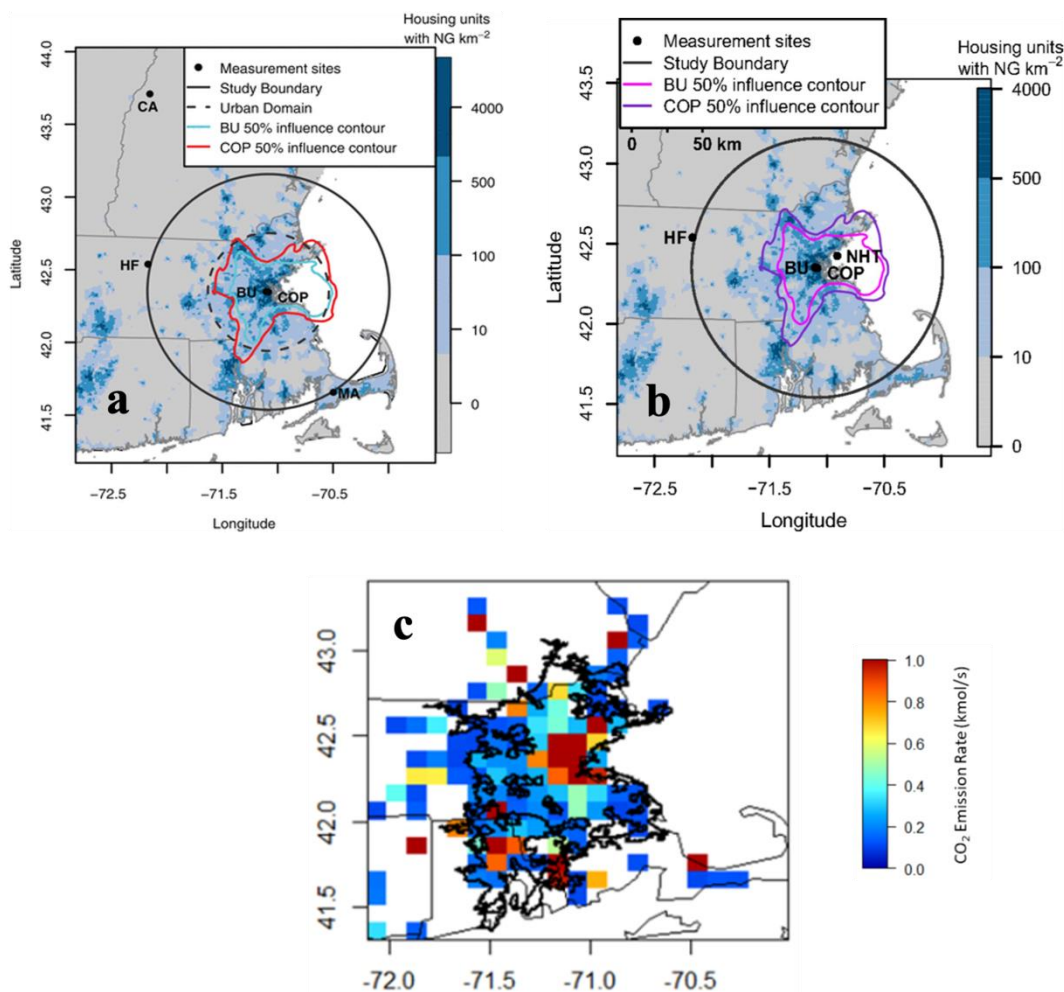 Housing units
with NG km⁻²
Measurement sites
Study Boundary
Urban Domain
BU 50% influence contour
COP 50% influence contour
CA
HF
BU
COP
MA
a
4000
500
100
10
0
44.0
43.5
43.0
42.5
42.0
41.5
Latitude
-72.5
-71.5
-70.5
Longitude
Measurement sites
Study Boundary
BU 50% influence contour
COP 50% influence contour
0 50 km
Housing units
with NG km⁻²
HF
NHT
BU
COP
b
4000
500
100
10
0
43.5
43.0
42.5
42.0
41.5
Latitude
-72.5
-71.5
-70.5
Longitude
c
43.0
42.5
42.0
41.5
-72.0 -71.5 -71.0 -70.5
1.0
0.8
0.6
0.4
0.2
0.0
CO₂ Emission Rate (kmol/s)